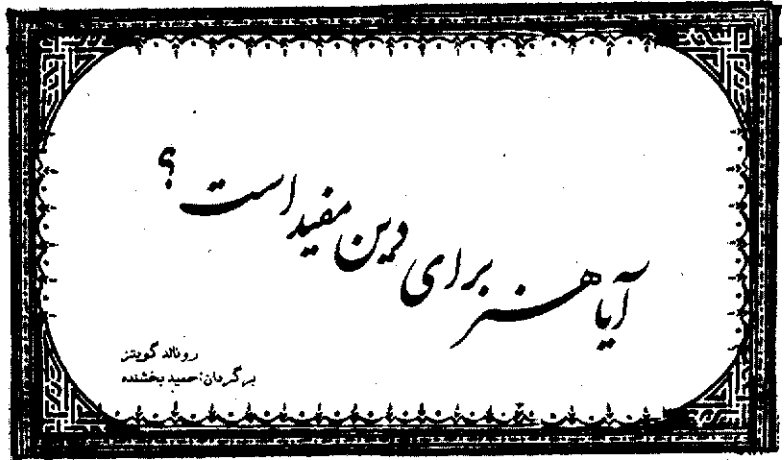 آیا هنر برای دین مفید است؟
رونالد گویتز
برگردان: حمید بخشنده